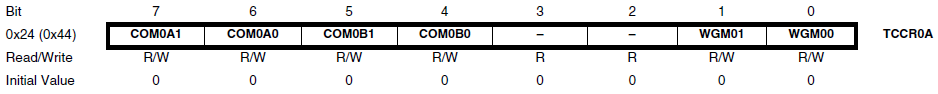 Bit 7 6 5 4 3 2 1 0
0x24 (0x44) COM0A1 COM0A0 COM0B1 COM0B0 – – WGM01 WGM00 TCCR0A
Read/Write R/W R/W R/W R/W R R R/W R/W
Initial Value 0 0 0 0 0 0 0 0